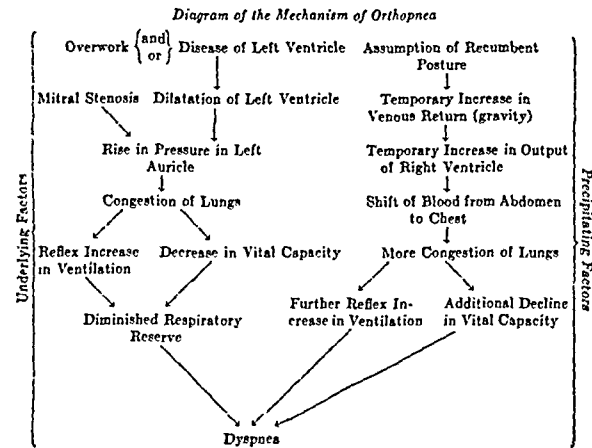 Diagram of the Mechanism of Orthopnea
Overwork {and or} Disease of Left Ventricle
Mitral Stenosis
Dilatation of Left Ventricle
Rise in Pressure in Left
Auricle
Congestion of Lungs
Reflex Increase
in Ventilation
Decrease in Vital Capacity
Diminished Respiratory
Reserve
Underlying Factors
Assumption of Recumbent
Posture
Temporary Increase in
Venous Return (gravity)
Temporary Increase in Output
of Right Ventricle
Shift of Blood from Abdomen
to Chest
More Congestion of Lungs
Further Reflex In-
crease in Ventilation
Additional Decline
in Vital Capacity
Precipitating Factors
Dyspnea